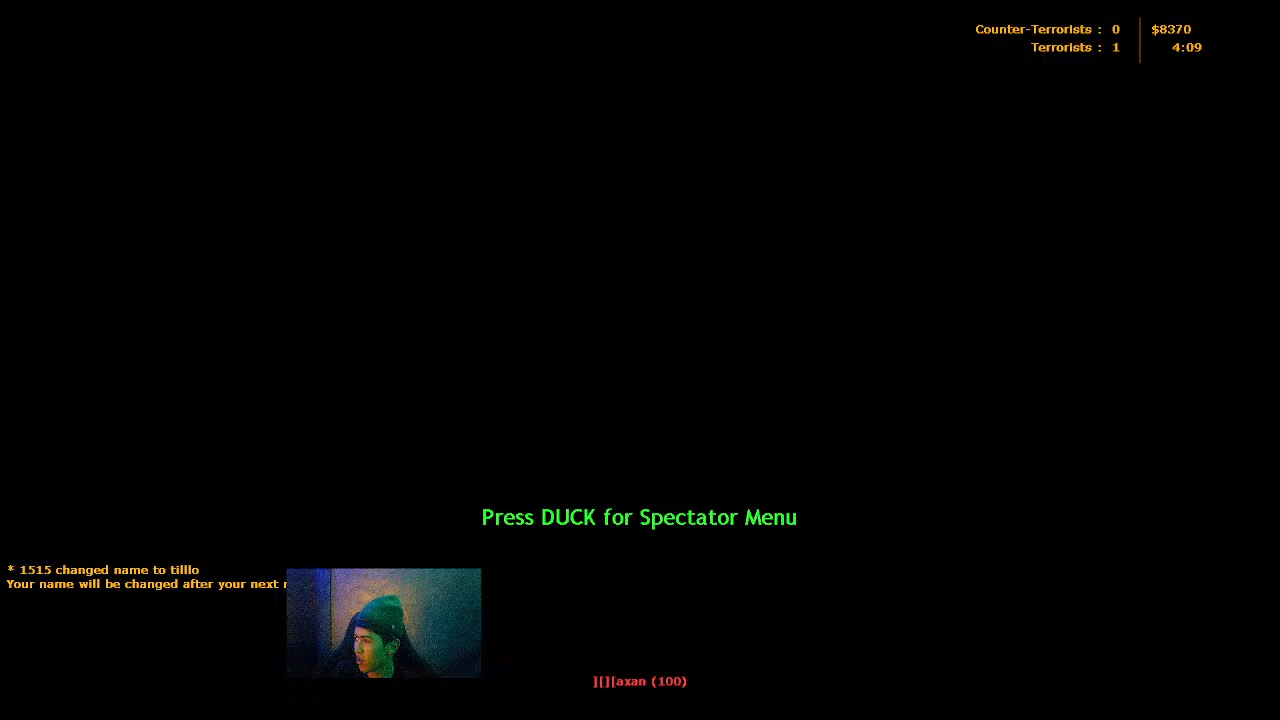 Counter-Terrorists : 0 $8370
Terrorists : 1 4:09
Press DUCK for Spectator Menu
* 1515 changed name to tilllo
Your name will be changed after your next
][][axan (100)